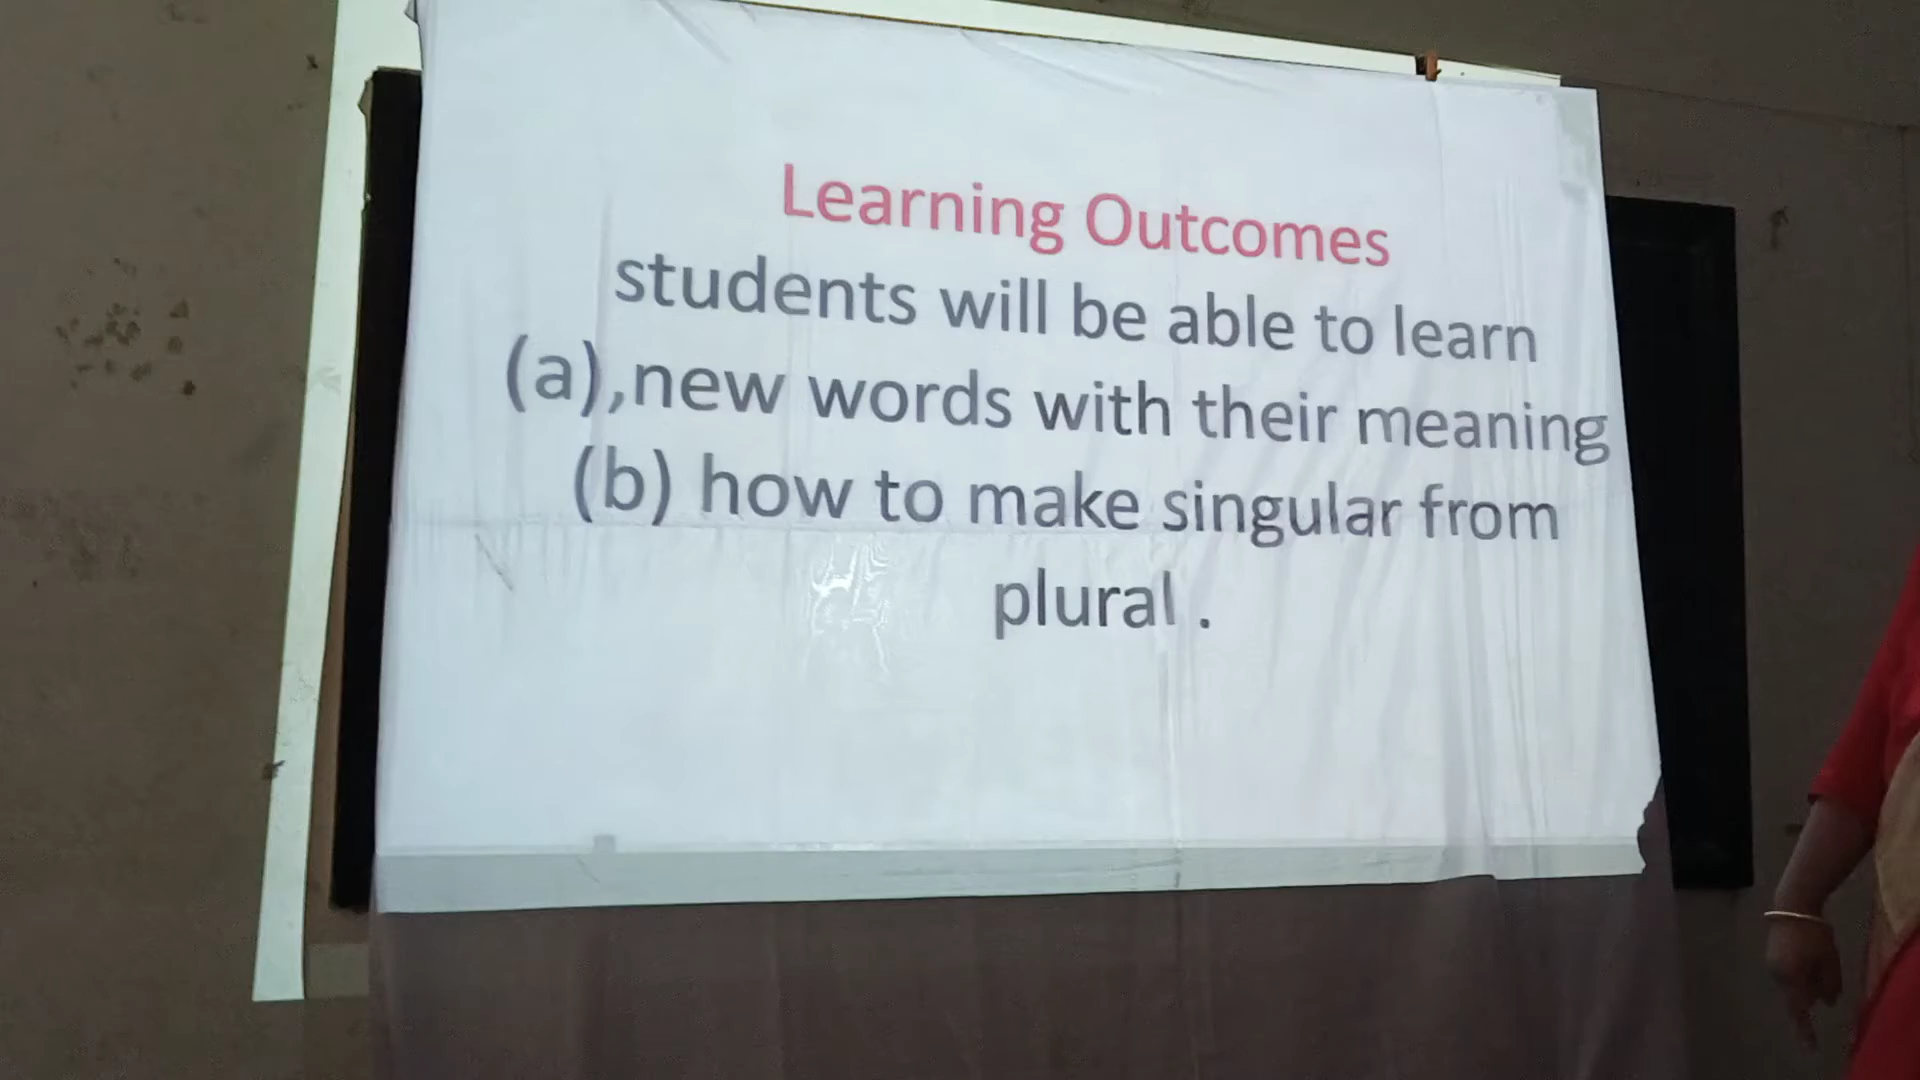 Learning Outcomes
students will be able to learn
(a),new words with their meaning
(b) how to make singular from
plural .